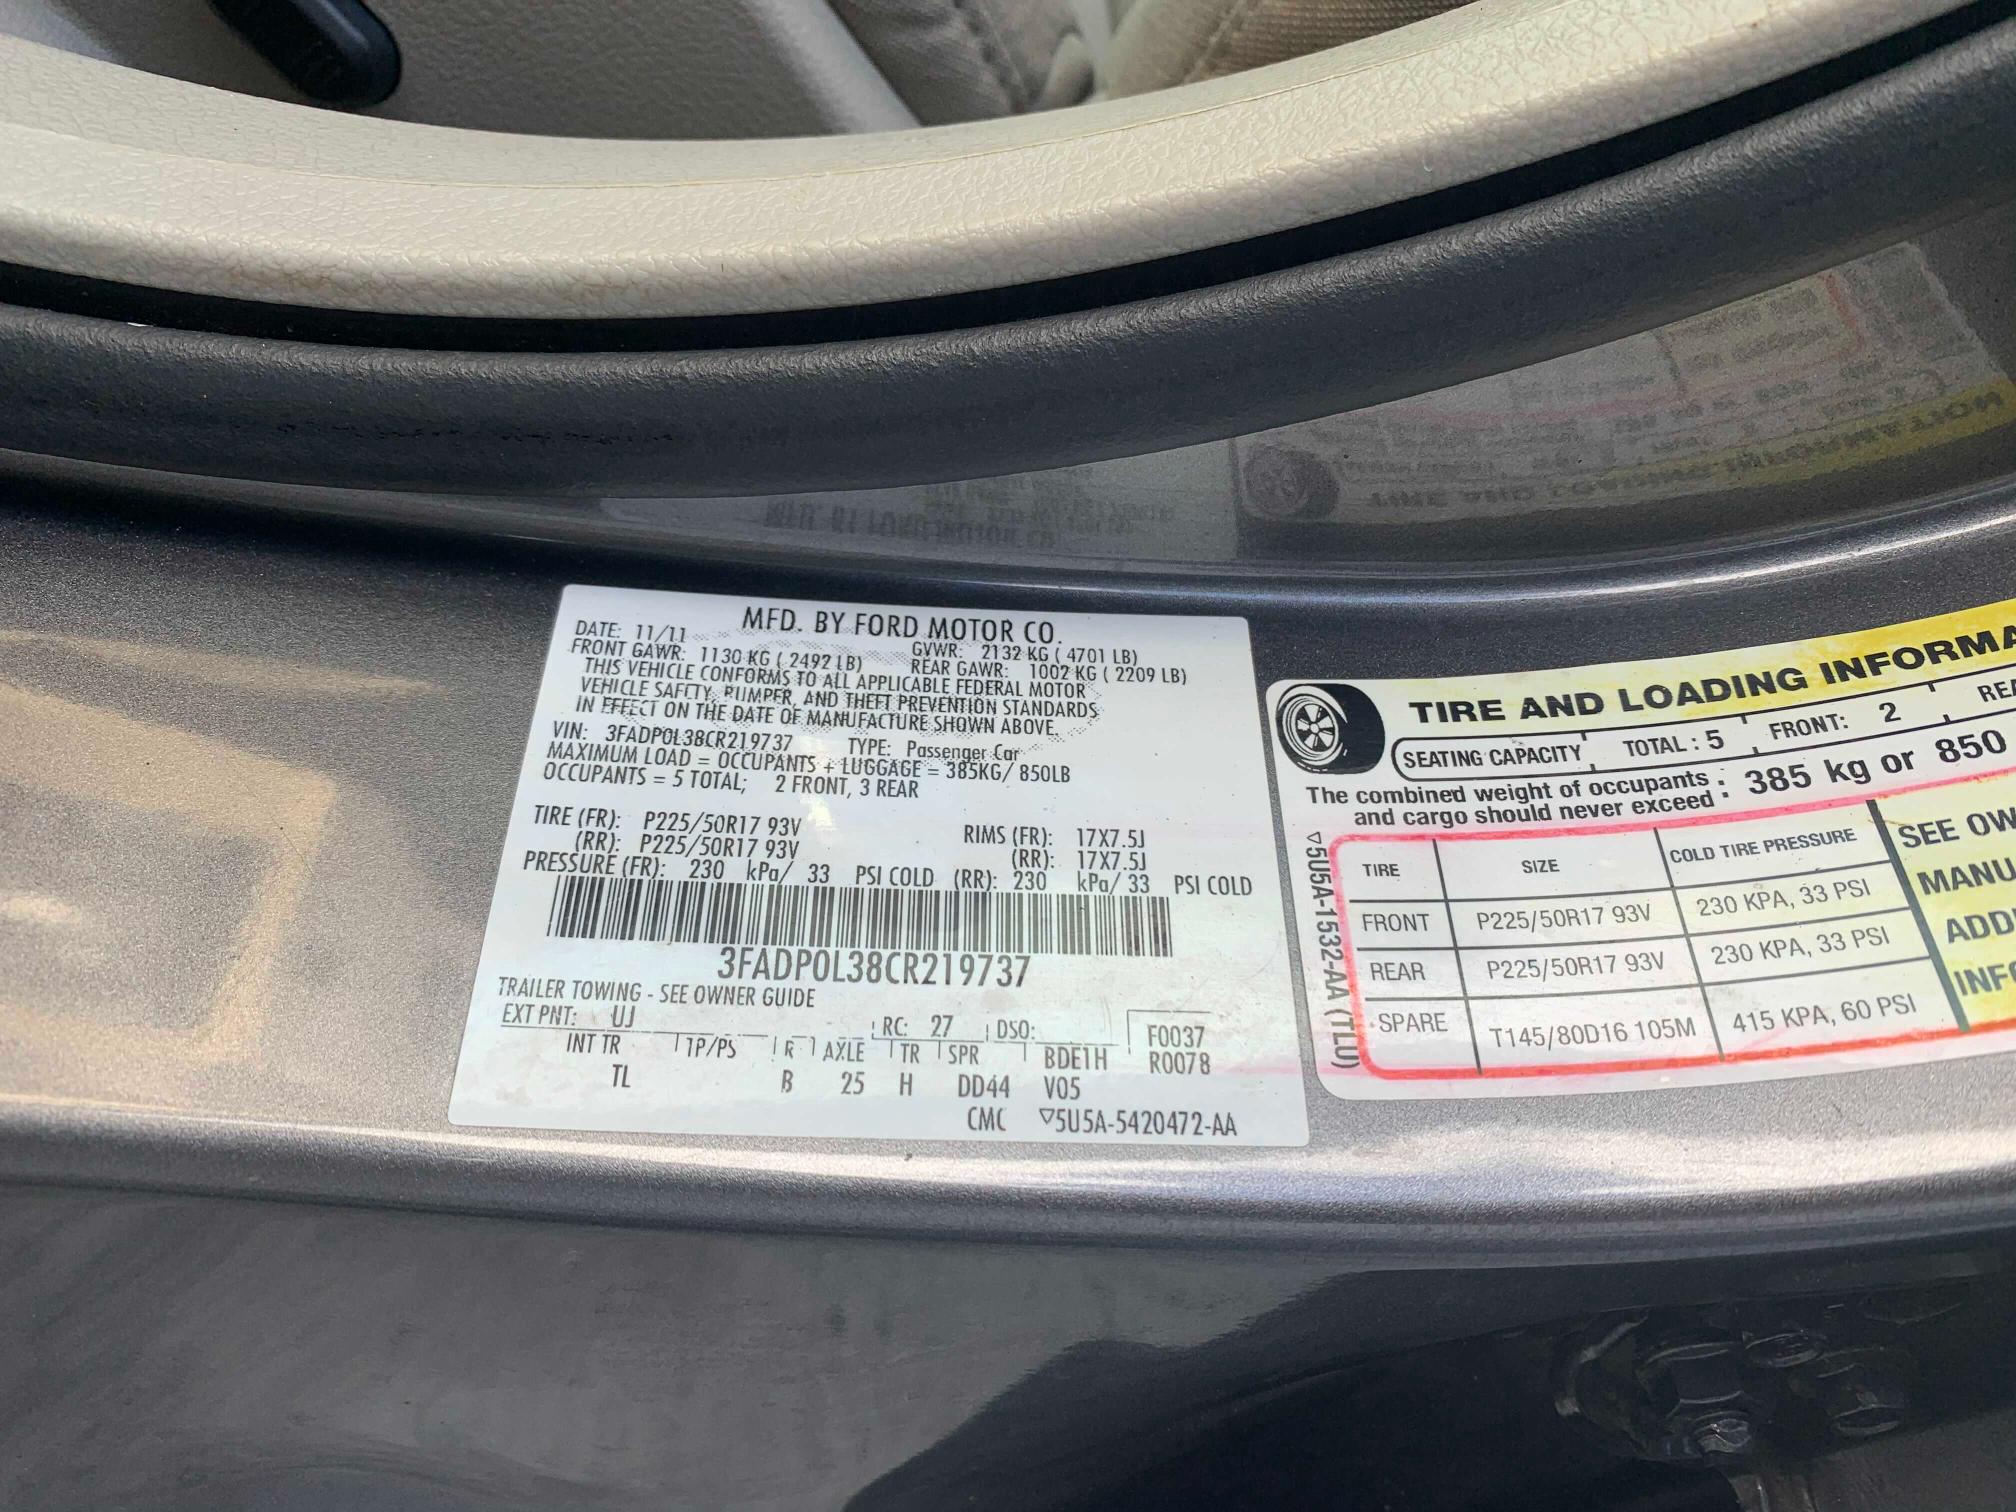 MFD. BY FORD MOTOR CO.
DATE: 11/11
GVWR: 2132 KG ( 4701 LB)
FRONT GAWR: 1130 KG ( 2492 LB)
REAR GAWR: 1002 KG ( 2209 LB)
THIS VEHICLE CONFORMS TO ALL APPLICABLE FEDERAL MOTOR
VEHICLE SAFETY, BUMPER, AND THEFT PREVENTION STANDARDS
IN EFFECT ON THE DATE OF MANUFACTURE SHOWN ABOVE.
VIN: 3FADP0L38CR219737 TYPE: Passenger Car
MAXIMUM LOAD = OCCUPANTS + LUGGAGE = 385KG/ 850LB
OCCUPANTS = 5 TOTAL; 2 FRONT, 3 REAR
TIRE (FR): P225/50R17 93V RIMS (FR): 17X7.5J
(RR): P225/50R17 93V (RR): 17X7.5J
PRESSURE (FR): 230 kPa/ 33 PSI COLD (RR): 230 kPa/ 33 PSI COLD
3FADP0L38CR219737
TRAILER TOWING - SEE OWNER GUIDE
EXT PNT: UJ RC: 27 DSO: F0037
INT TR TP/PS R AXLE TR SPR BDE1H R0078
TL B 25 H DD44 V05
CMC ▽5U5A-5420472-AA
TIRE AND LOADING INFORMA
SEATING CAPACITY TOTAL : 5 FRONT: 2 REA
The combined weight of occupants
and cargo should never exceed : 385 kg or 850
▽5U5A-1532-AA (TLU)
TIRE SIZE COLD TIRE PRESSURE
FRONT P225/50R17 93V 230 KPA, 33 PSI
REAR P225/50R17 93V 230 KPA, 33 PSI
SPARE T145/80D16 105M 415 KPA, 60 PSI
SEE OW
MANU
ADD
INFO